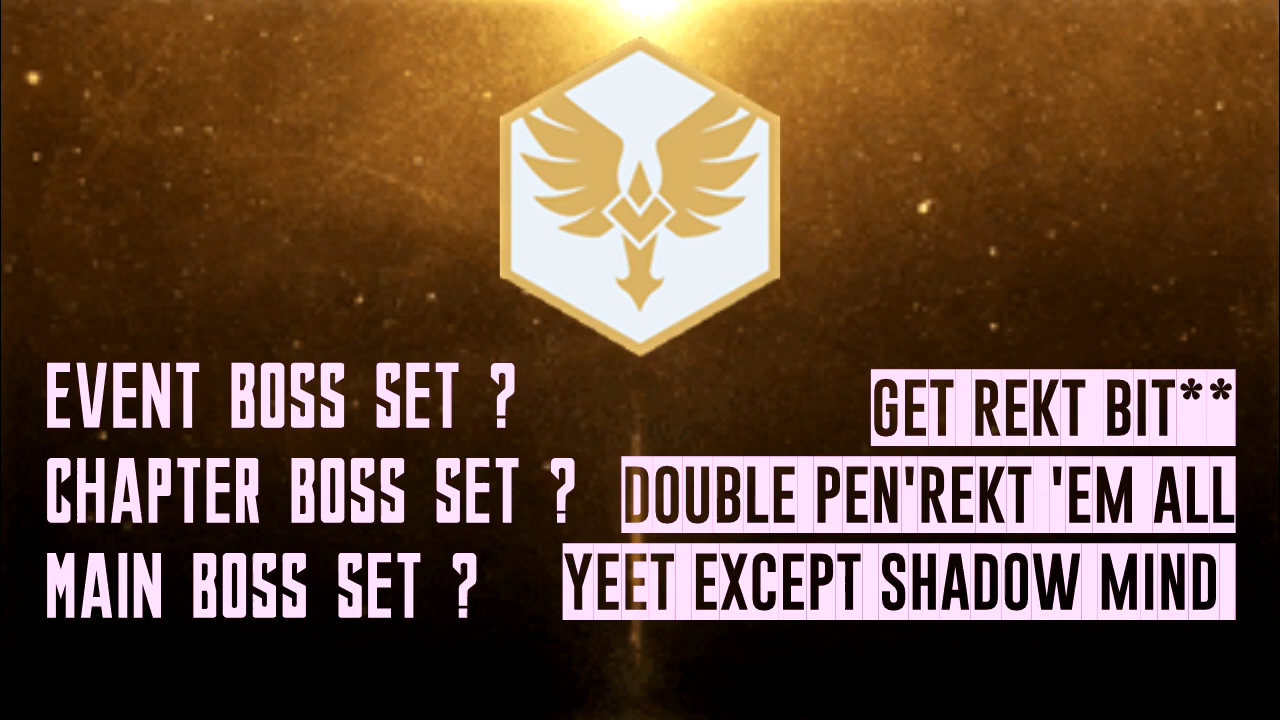 EVENT BOSS SET ?
GET REKT BIT**
CHAPTER BOSS SET ?
DOUBLE PEN'REKT 'EM ALL
MAIN BOSS SET ?
YEET EXCEPT SHADOW MIND